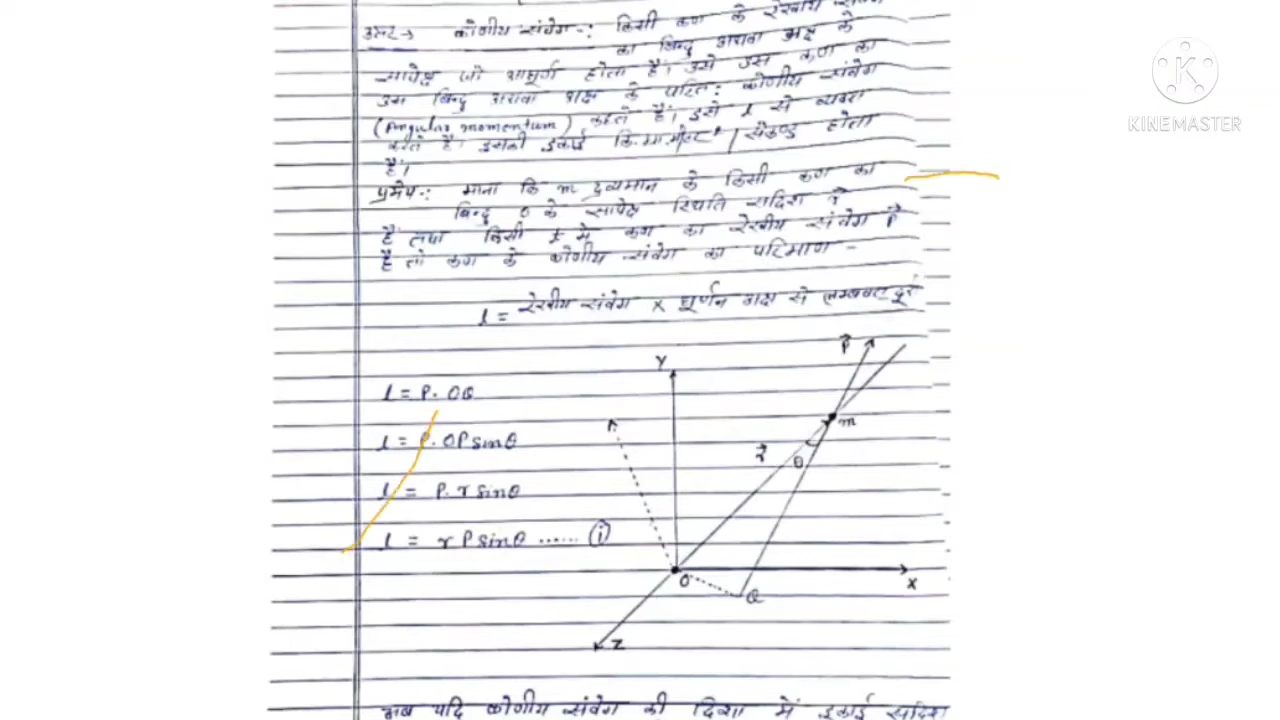 उत्तर→ कोणीय संवेग-: किसी कण के रेखीय संवेग
का बिन्दु अथवा अक्ष के
सापेक्ष जो आघूर्ण होता है। उसे उस कण का
उस बिन्दु अथवा अक्ष के परित: कोणीय संवेग
(Angular momentum) कहते है। इसे l से व्यक्त
करते है। इसकी इकाई कि.ग्रा.मीटर²/सेकण्ड होता
है।
प्रमेय-: माना कि m द्रव्यमान के किसी कण का
बिन्दु O के सापेक्ष स्थिति सदिश r⃗
है तथा किसी t मे कण का रेखीय संवेग P⃗
है तो कण के कोणीय संवेग का परिमाण -
l = रेखीय संवेग × घूर्णन अक्ष से लम्बवत दूरी
l = P. OQ
l = P. OP sinθ
l = P. r sinθ
l = r P sinθ ...... (i)
Y
P⃗
m
r⃗
θ
O
X
Q
Z
अब यदि कोणीय संवेग की दिशा में इकाई सदिश
K
KINEMASTER